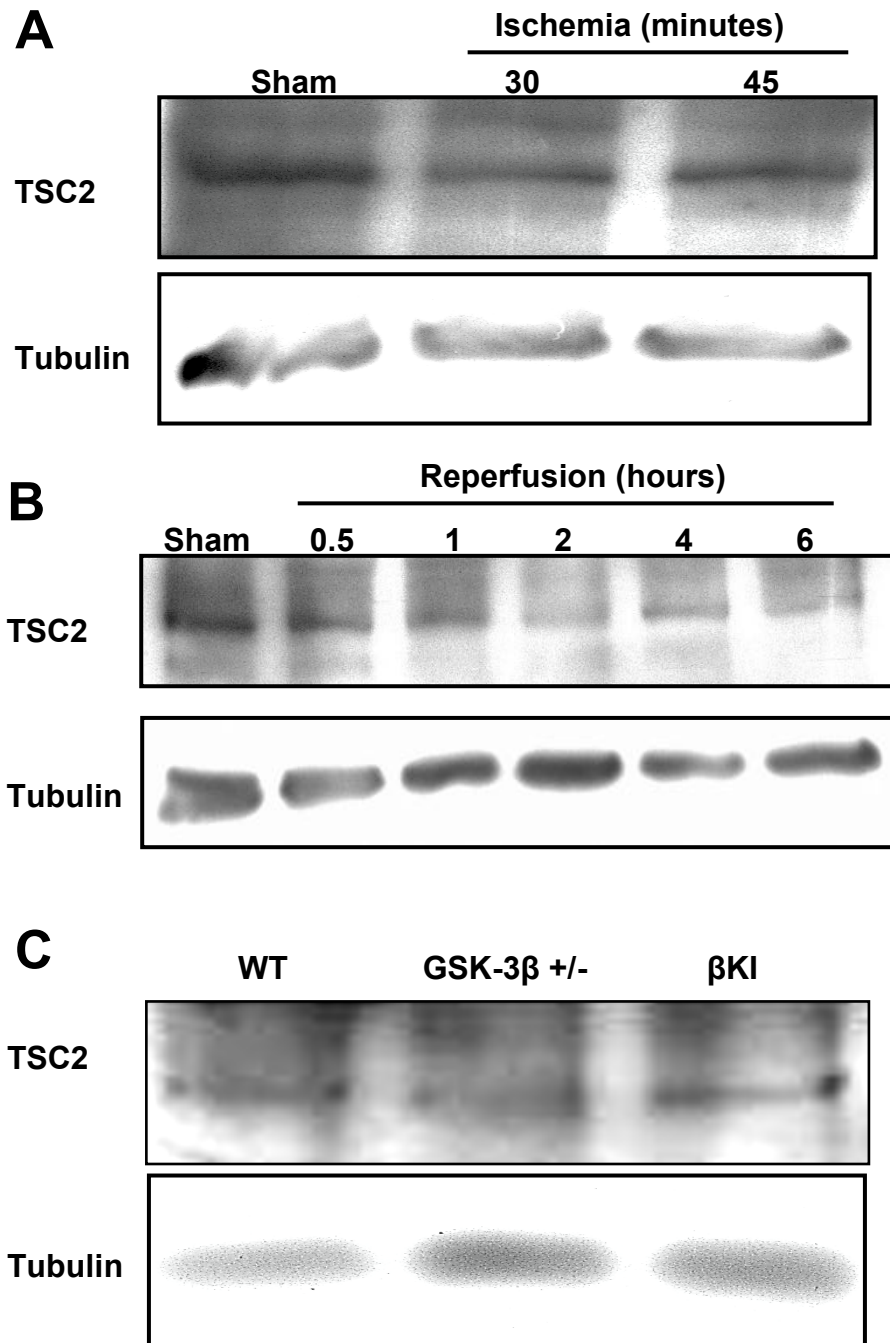 A
Ischemia (minutes)
Sham 30 45
TSC2
Tubulin
B
Reperfusion (hours)
Sham 0.5 1 2 4 6
TSC2
Tubulin
C
WT GSK-3β +/- βKI
TSC2
Tubulin